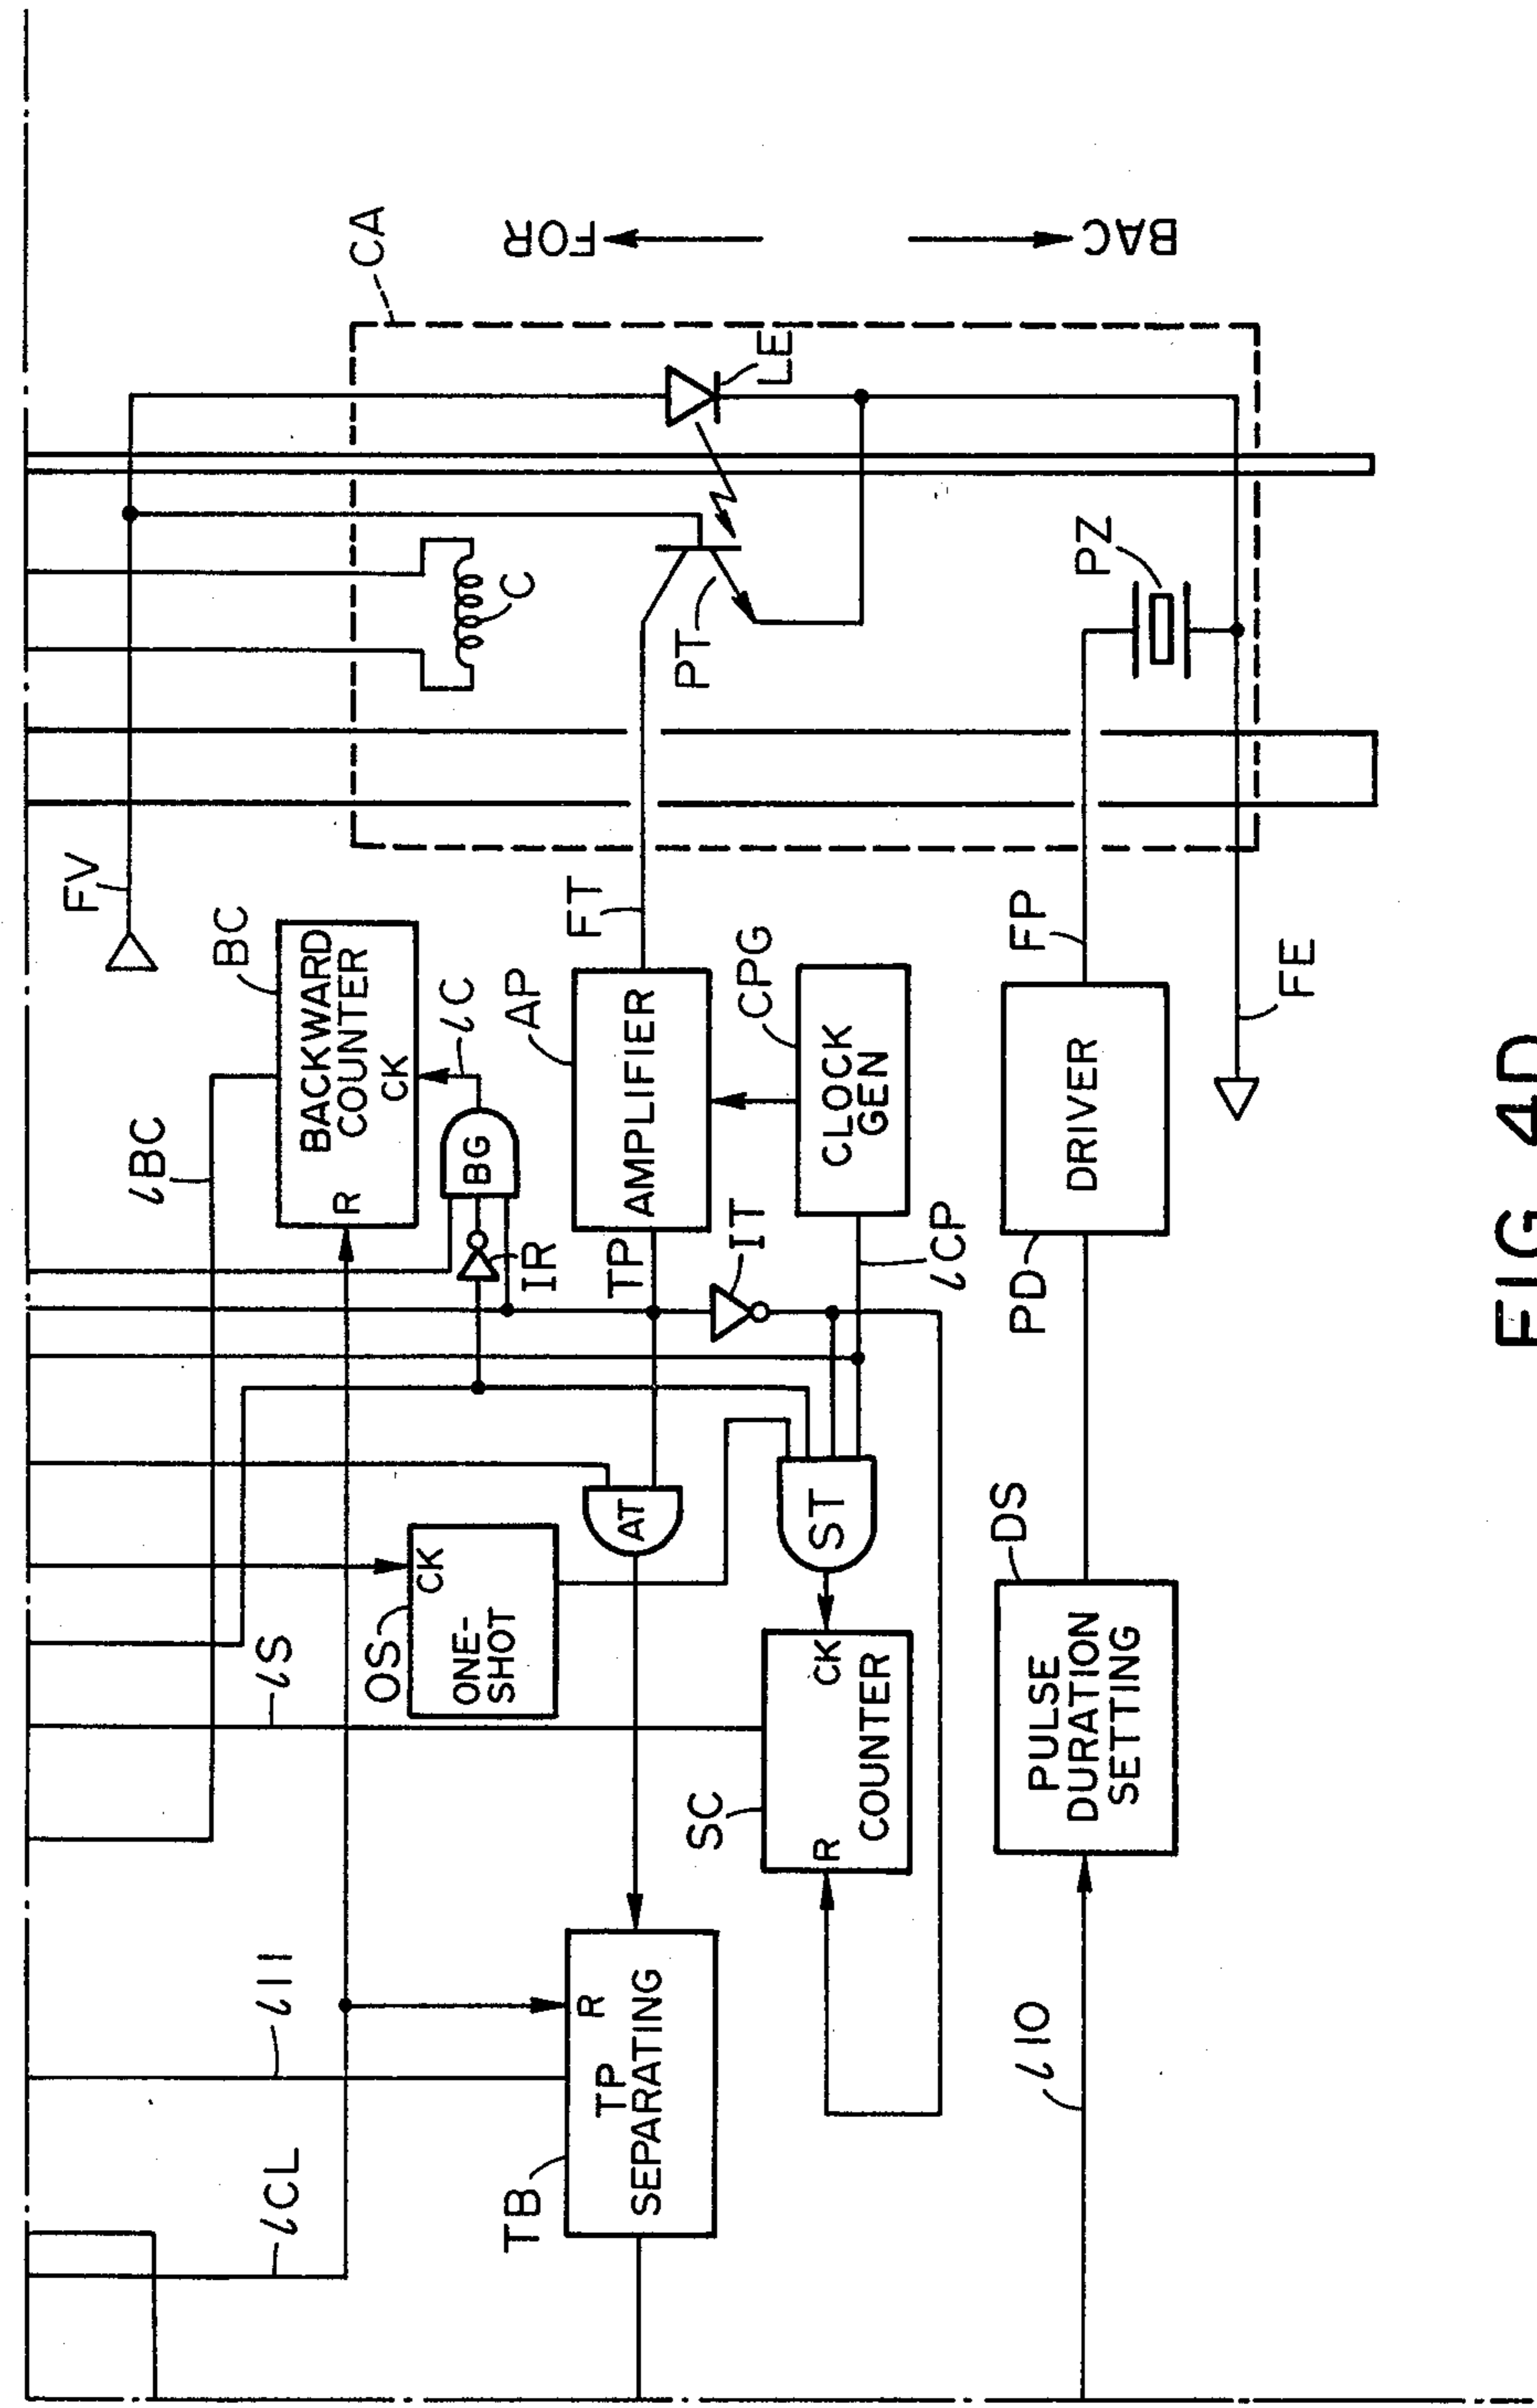 FV
lBC
BC
lCL
l11
lS
BACKWARD
COUNTER
R
CK
CA
OS
CK
ONE-
SHOT
lC
BG
C
TB
AP
IR
FOR
FT
R
TP
SEPARATING
AT
TP
AMPLIFIER
PT
SC
IT
CPG
LE
R
CK
COUNTER
ST
CLOCK
GEN
lCP
l10
DS
PD
FP
PULSE
DURATION
SETTING
DRIVER
PZ
BAC
FE
FIG 4D